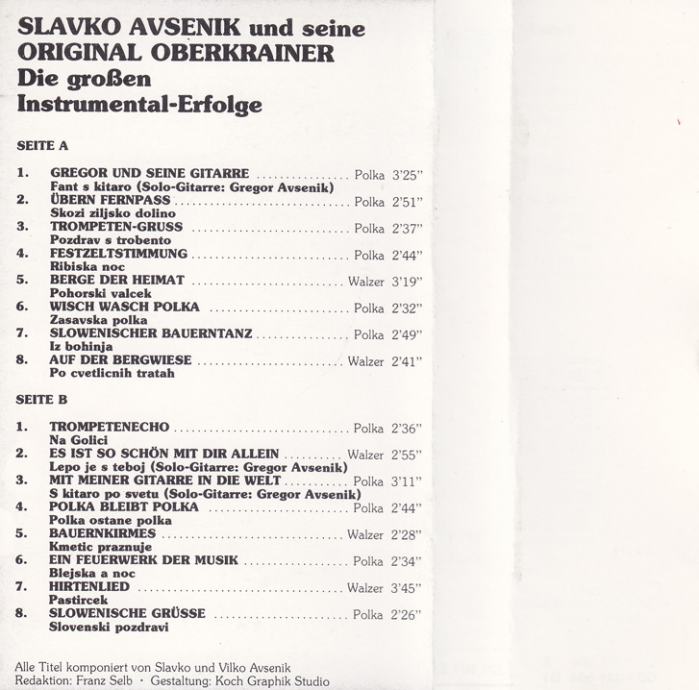 SLAVKO AVSENIK und seine
ORIGINAL OBERKRAINER
Die großen
Instrumental-Erfolge
SEITE A
1. GREGOR UND SEINE GITARRE .................. Polka 3'25"
Fant s kitaro (Solo-Gitarre: Gregor Avsenik)
2. ÜBERN FERNPASS .................. Polka 2'51"
Skozi ziljsko dolino
3. TROMPETEN-GRUSS .................. Polka 2'37"
Pozdrav s trobento
4. FESTZELTSTIMMUNG .................. Polka 2'44"
Ribiska noc
5. BERGE DER HEIMAT .................. Walzer 3'19"
Pohorski valcek
6. WISCH WASCH POLKA .................. Polka 2'32"
Zasavska polka
7. SLOWENISCHER BAUERNTANZ .................. Polka 2'49"
Iz bohinja
8. AUF DER BERGWIESE .................. Walzer 2'41"
Po cvetlicnih tratah
SEITE B
1. TROMPETENECHO .................. Polka 2'36"
Na Golici
2. ES IST SO SCHÖN MIT DIR ALLEIN .................. Walzer 2'55"
Lepo je s teboj (Solo-Gitarre: Gregor Avsenik)
3. MIT MEINER GITARRE IN DIE WELT .................. Polka 3'11"
S kitaro po svetu (Solo-Gitarre: Gregor Avsenik)
4. POLKA BLEIBT POLKA .................. Polka 2'44"
Polka ostane polka
5. BAUERNKIRMES .................. Walzer 2'28"
Kmetic praznuje
6. EIN FEUERWERK DER MUSIK .................. Polka 2'34"
Blejska a noc
7. HIRTENLIED .................. Walzer 3'45"
Pastircek
8. SLOWENISCHE GRÜSSE .................. Polka 2'26"
Slovenski pozdravi
Alle Titel komponiert von Slavko und Vilko Avsenik
Redaktion: Franz Selb · Gestaltung: Koch Graphik Studio